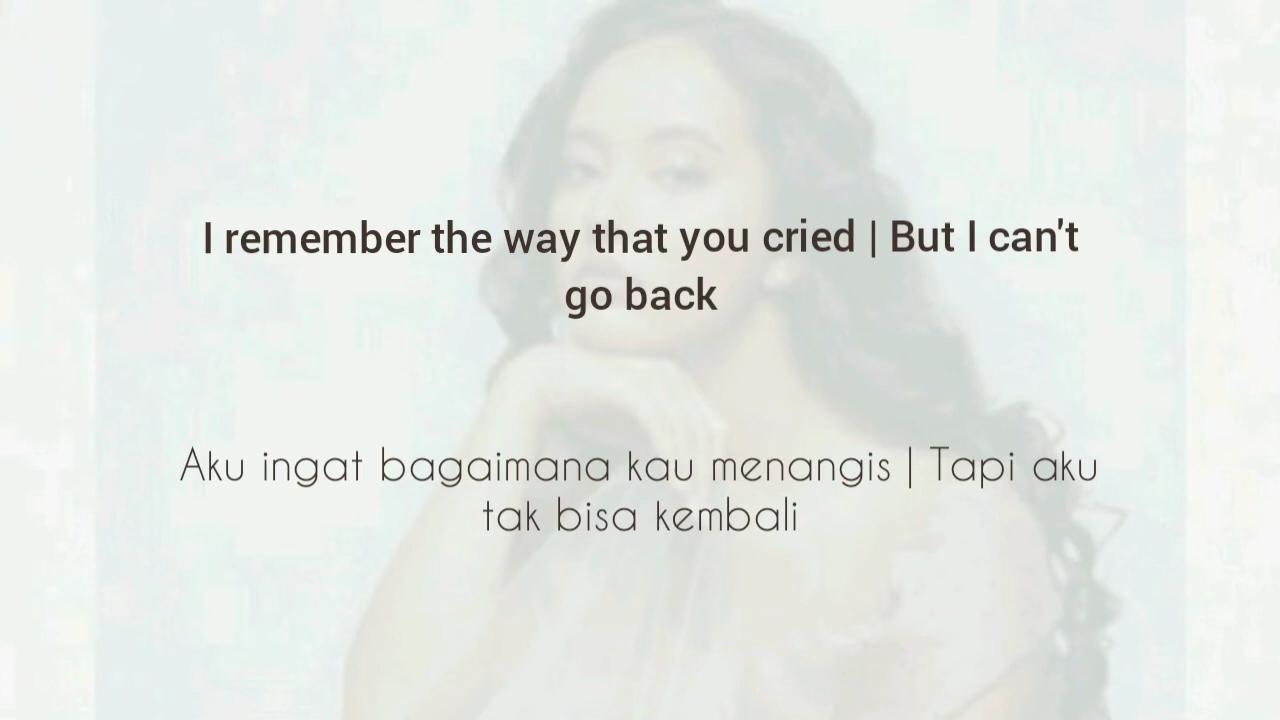 I remember the way that you cried | But I can't
go back
Aku ingat bagaimana kau menangis | Tapi aku
tak bisa kembali